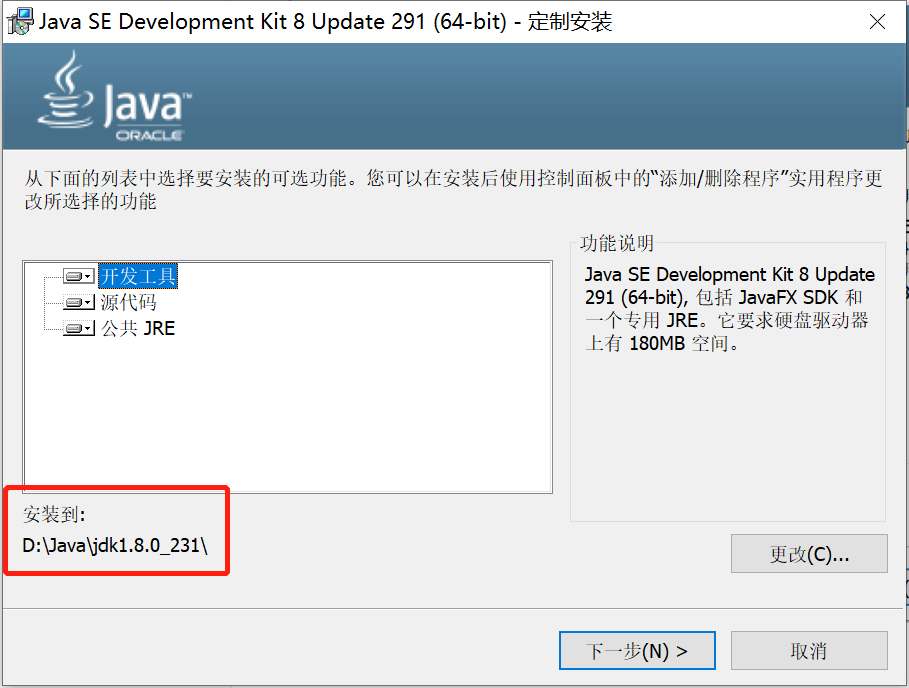 Java SE Development Kit 8 Update 291 (64-bit) - 定制安装
Java™
ORACLE
从下面的列表中选择要安装的可选功能。您可以在安装后使用控制面板中的“添加/删除程序”实用程序更
改所选择的功能
开发工具
源代码
公共 JRE
功能说明
Java SE Development Kit 8 Update
291 (64-bit), 包括 JavaFX SDK 和
一个专用 JRE。它要求硬盘驱动器
上有 180MB 空间。
安装到:
D:\Java\jdk1.8.0_231\
更改(C)...
下一步(N) >
取消